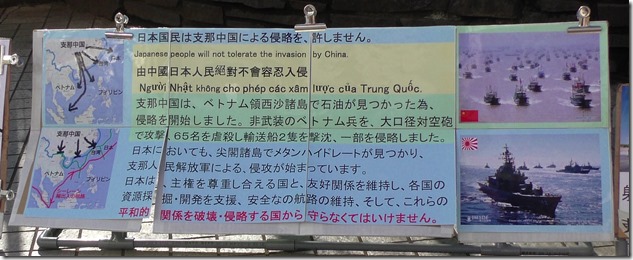 日本国民は支那中国による侵略を、許しません。
Japanese people will not tolerate the invasion by China.
由中國日本人民絕對不會容忍入侵
Người Nhật không cho phép các xâm lược của Trung Quốc.
支那中国は、ベトナム領西沙諸島で石油が見つかった為、
侵略を開始しました。非武装のベトナム兵を、大口径対空砲
で攻撃、65名を虐殺し輸送船2隻を撃沈、一部を侵略しました。
日本においても、尖閣諸島でメタンハイドレートが見つかり、
支那人民解放軍による、侵攻が始まっています。
日本は、主権を尊重し合える国と、友好関係を維持し、各国の
資源採掘・開発を支援、安全な航路の維持、そして、これらの
平和的関係を破壊・侵略する国から守らなくてはいけません。
支那中国
日本
ベトナム
フィリピン
支那中国
日本
ベトナム
フィリピン